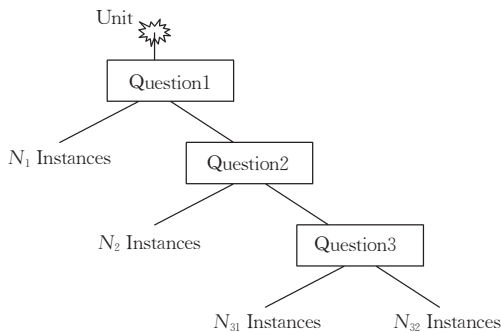 Unit
Question1
N₁ Instances
Question2
N₂ Instances
Question3
N₃₁ Instances
N₃₂ Instances